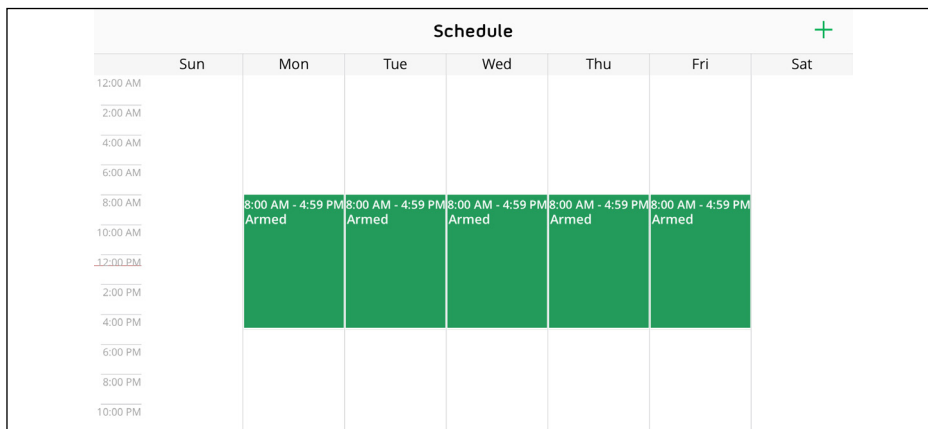 Schedule +
Sun Mon Tue Wed Thu Fri Sat
12:00 AM
2:00 AM
4:00 AM
6:00 AM
8:00 AM 8:00 AM - 4:59 PM 8:00 AM - 4:59 PM 8:00 AM - 4:59 PM 8:00 AM - 4:59 PM 8:00 AM - 4:59 PM
Armed Armed Armed Armed Armed
10:00 AM
12:00 PM
2:00 PM
4:00 PM
6:00 PM
8:00 PM
10:00 PM